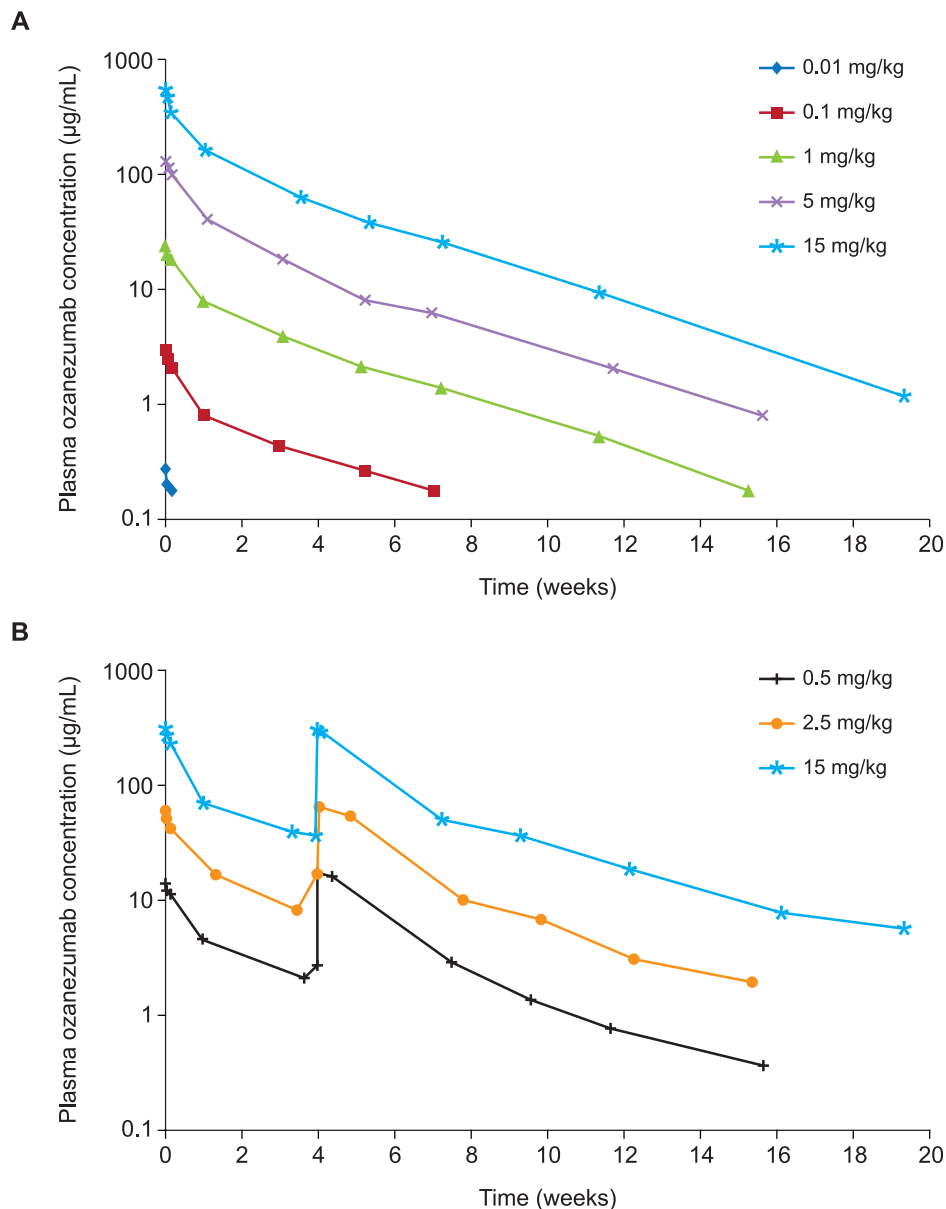 A
Plasma ozanezumab concentration (µg/mL)
1000
100
10
1
0.1
0 2 4 6 8 10 12 14 16 18 20
Time (weeks)
0.01 mg/kg
0.1 mg/kg
1 mg/kg
5 mg/kg
15 mg/kg
B
Plasma ozanezumab concentration (µg/mL)
1000
100
10
1
0.1
0 2 4 6 8 10 12 14 16 18 20
Time (weeks)
0.5 mg/kg
2.5 mg/kg
15 mg/kg